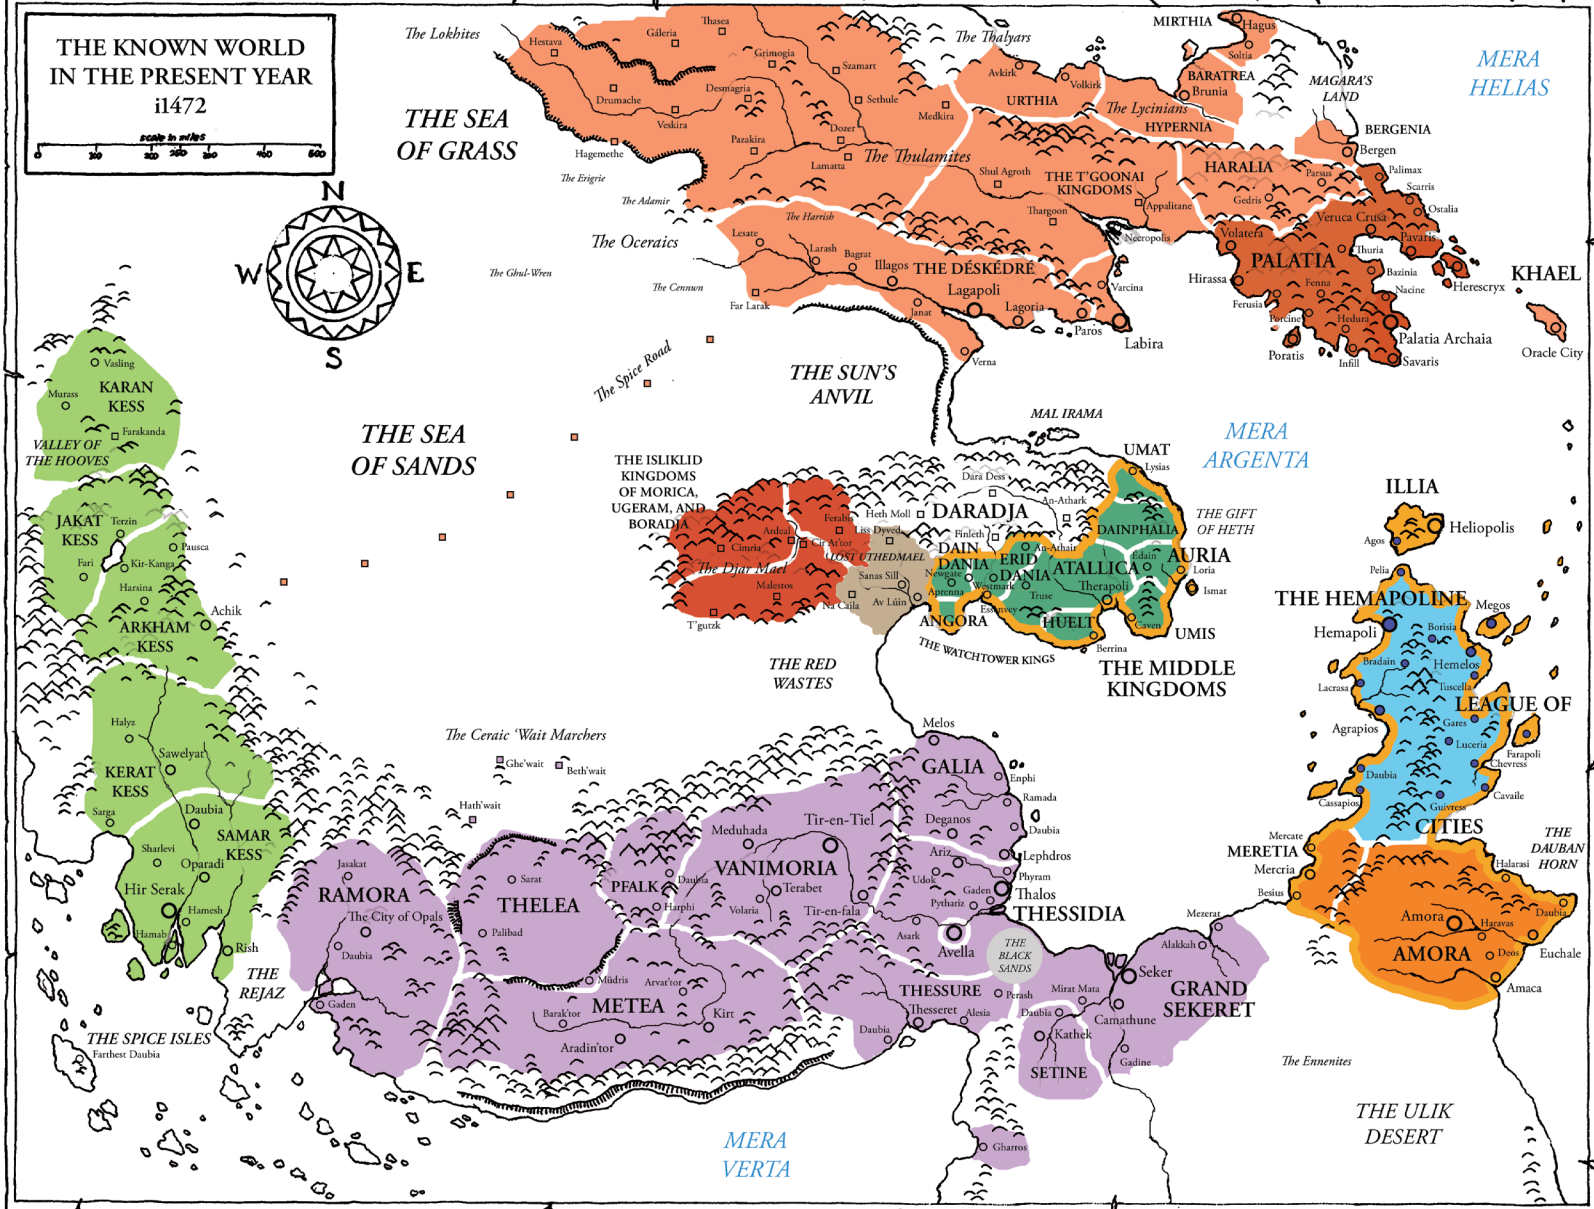 THE KNOWN WORLD
IN THE PRESENT YEAR
i1472
scale in miles
0 100 200 250 300 400 500
N
W E
S
The Lokhites
THE SEA
OF GRASS
Hestava
Gáleria
Thasea
Grimogia
Szamart
Drumache
Desmagria
Sethule
Veskira
Medkira
Pazakira
Dozer
Lamatta
Hagemethe
The Erigrie
The Adamir
The Thulamites
The Thalyars
Avkirk
Volkirk
URTHIA
MIRTHIA
Hagus
Soltia
BARATREA
Brunia
The Lycinians
HYPERNIA
MAGARA'S
LAND
MERA
HELIAS
BERGENIA
Bergen
Shul Agroth
THE T'GOONAI
KINGDOMS
Thargoon
Appalitane
Necropolis
HARALIA
Parsus
Gedris
Palimax
Scarris
Ostalia
Veruca Crusa
Pavaris
Volatera
PALATIA
Thuria
Bazinia
Herescryx
Hirassa
Fenna
Nacine
Ferusia
Porcine
Hedura
Palatia Archaia
Poratis
Infill
Savaris
KHAEL
Oracle City
The Harrish
The Oceraics
Lesate
Larash
Bagrat
Illagos
THE DÉSKÉDRÉ
The Ghul-Wren
The Cennun
Far Larak
Lagapoli
Janat
Lagoria
Varcina
Paros
Labira
Verna
The Spice Road
THE SUN'S
ANVIL
THE SEA
OF SANDS
Vasling
KARAN
KESS
Murass
Farakanda
VALLEY OF
THE HOOVES
JAKAT
KESS
Terzin
Pausca
Fari
Kir-Kanga
Harsina
Achik
ARKHAM
KESS
Halyz
Sawelyat
KERAT
KESS
Sarga
Daubia
SAMAR
KESS
Sharlevi
Oparadi
Hir Serak
Hamesh
Hamab
Rish
THE
REJAZ
THE SPICE ISLES
Farthest Daubia
THE ISLIKLID
KINGDOMS
OF MORICA,
UGERAM, AND
BORADJA
Ardeal
Ferabis
Cimria
Cir At'tor
The Djar Mael
Malestos
T'gutzk
Heth Moll
Liss Dyved
LOST UTHEDMAEL
Sanas Sill
Na Caila
Av Lúin
MAL IRAMA
Dara Dess
An-Athark
DARADJA
Finleth
An-Athair
UMAT
Lysias
THE GIFT
OF HETH
DAINPHALIA
DAIN
DANIA
ERID
DANIA
ATALLICA
Edain
AURIA
Loria
Ismat
Newgate
Aprenna
Westmark
Truse
Therapoli
Essenvey
ANGORA
HUELT
Caven
UMIS
Berrina
THE WATCHTOWER KINGS
THE MIDDLE
KINGDOMS
MERA
ARGENTA
THE RED
WASTES
ILLIA
Heliopolis
Agos
Pelia
THE HEMAPOLINE
LEAGUE OF
CITIES
Megos
Hemapoli
Borisia
Bradain
Hemelos
Lacrasa
Tuscella
Agrapios
Gares
Luceria
Farapoli
Chevress
Daubia
Cassapios
Guivress
Cavaile
Mercate
MERETIA
Mercria
Besius
THE
DAUBAN
HORN
Halarasi
Daubia
Amora
Haravas
AMORA
Deos
Euchale
Amaca
The Ceraic 'Wait Marchers
Ghe'wait
Beth'wait
Hath'wait
Jasakat
RAMORA
The City of Opals
Daubia
Gaden
Sarat
THELEA
Palibad
PFALK
Daubia
Harphi
Meduhada
Tir-en-Tiel
VANIMORIA
Terabet
Volaria
Tir-en-fala
Müdris
Arvat'tor
METEA
Barak'tor
Kirt
Aradin'tor
Melos
GALIA
Enphi
Ramada
Deganos
Daubia
Ariz
Lephdros
Udok
Phyram
Gaden
Thalos
Pythariz
THESSIDIA
Asark
Avella
THE
BLACK
SANDS
THESSURE
Perash
Thesseret
Alesia
Daubia
Mezerat
Alakkah
Seker
Mirat Mata
GRAND
SEKERET
Daubia
Camathune
Kathek
SETINE
Gadine
Gharros
The Ennenites
THE ULIK
DESERT
MERA
VERTA